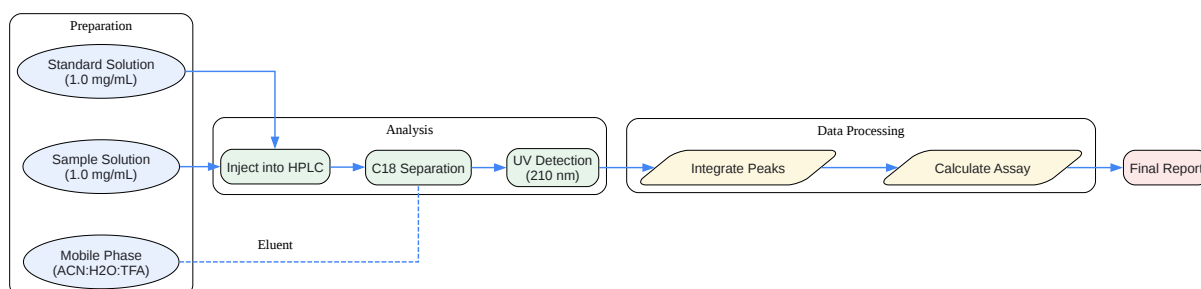 Preparation
Standard Solution
(1.0 mg/mL)
Sample Solution
(1.0 mg/mL)
Mobile Phase
(ACN:H2O:TFA)
Eluent
Analysis
Inject into HPLC
C18 Separation
UV Detection
(210 nm)
Data Processing
Integrate Peaks
Calculate Assay
Final Report